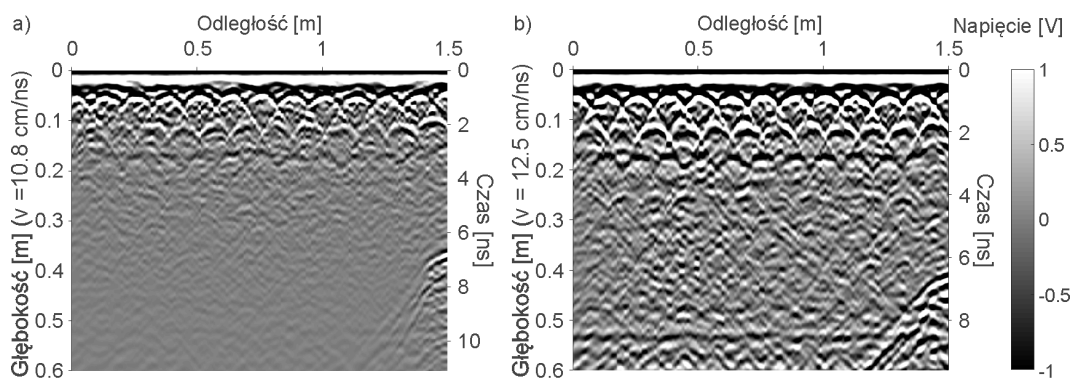 a)
Odległość [m]
0 0.5 1 1.5
Głębokość [m] (v =10.8 cm/ns)
0
0.1
0.2
0.3
0.4
0.5
0.6
0
2
4
6
8
10
Czas [ns]
b)
Odległość [m]
0 0.5 1 1.5
Głębokość [m] (v = 12.5 cm/ns)
0
0.1
0.2
0.3
0.4
0.5
0.6
0
2
4
6
8
Czas [ns]
Napięcie [V]
1
0.5
0
-0.5
-1